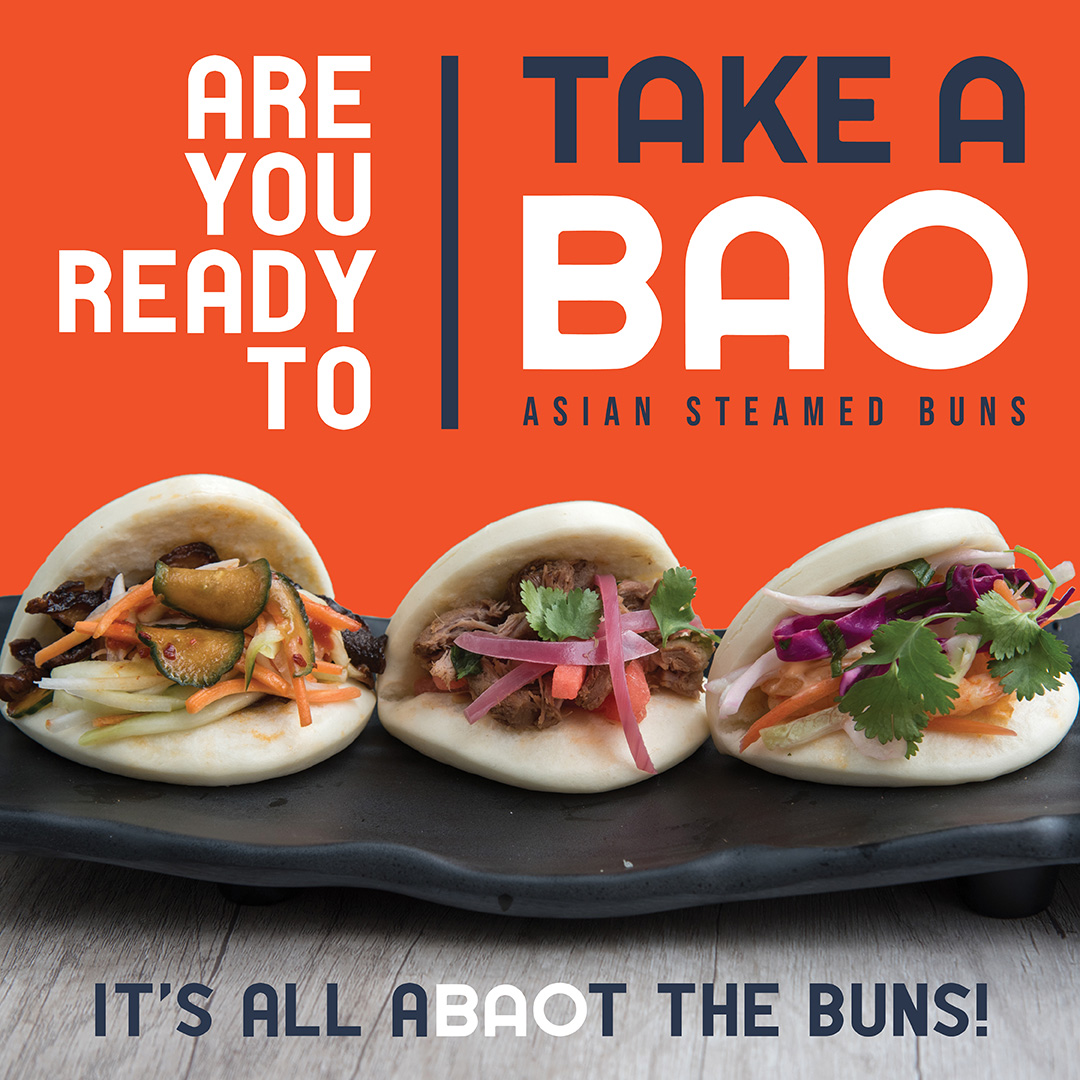 ARE
YOU
READY
TO
TAKE A
BAO
ASIAN STEAMED BUNS
IT'S ALL ABAOT THE BUNS!